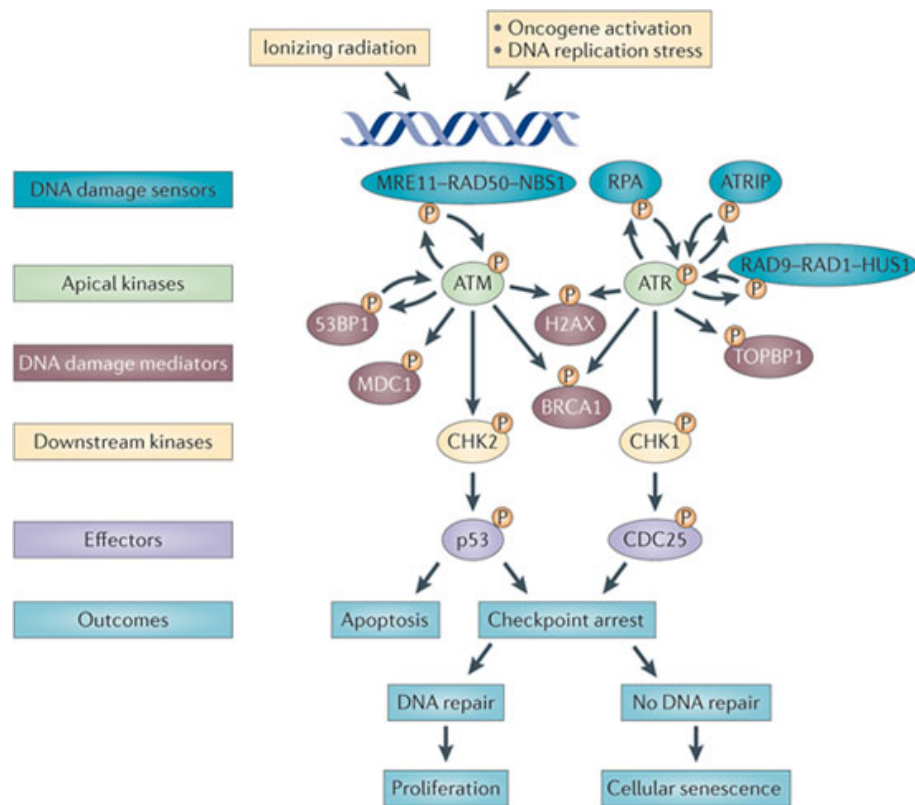 Ionizing radiation
• Oncogene activation
• DNA replication stress
DNA damage sensors
MRE11–RAD50–NBS1
RPA
ATRIP
P
P
P
RAD9–RAD1–HUS1
P
Apical kinases
ATM
P
ATR
P
53BP1
P
H2AX
P
DNA damage mediators
MDC1
P
BRCA1
P
TOPBP1
P
Downstream kinases
CHK2
P
CHK1
P
Effectors
p53
P
CDC25
P
Outcomes
Apoptosis
Checkpoint arrest
DNA repair
No DNA repair
Proliferation
Cellular senescence